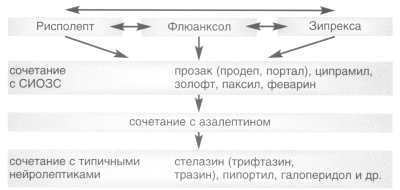 Рисполепт Флюанксол Зипрекса
сочетание прозак (продеп, портал), ципрамил,
с СИОЗС золофт, паксил, феварин
сочетание с азалептином
сочетание с типичными стелазин (трифтазин,
нейролептиками тразин), пипортил, галоперидол и др.